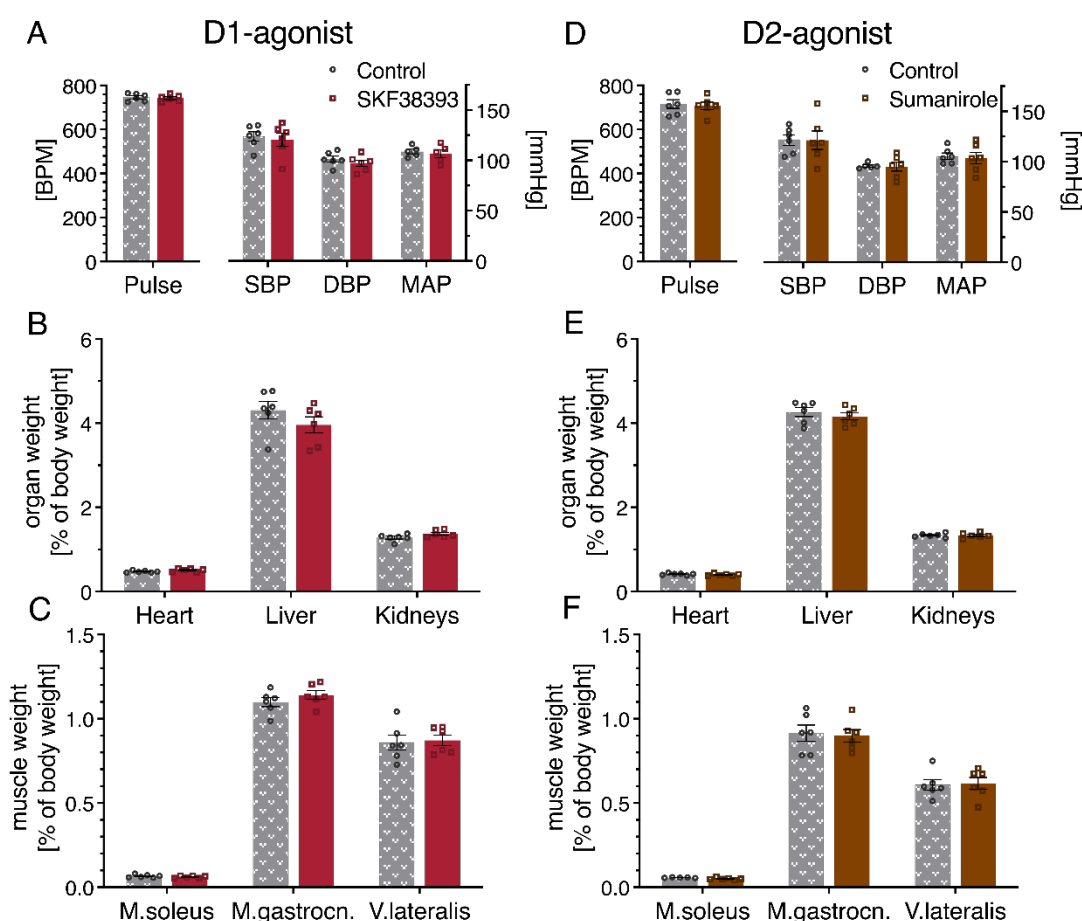 A D1-agonist
Control
SKF38393
800
600
400
200
0
[BPM]
150
100
50
0
[mmHg]
Pulse SBP DBP MAP
D D2-agonist
Control
Sumanirole
800
600
400
200
0
[BPM]
150
100
50
0
[mmHg]
Pulse SBP DBP MAP
B
6
4
2
0
organ weight
[% of body weight]
Heart Liver Kidneys
E
6
4
2
0
organ weight
[% of body weight]
Heart Liver Kidneys
C
1.5
1.0
0.5
0.0
muscle weight
[% of body weight]
M.soleus M.gastrocn. V.lateralis
F
1.5
1.0
0.5
0.0
muscle weight
[% of body weight]
M.soleus M.gastrocn. V.lateralis